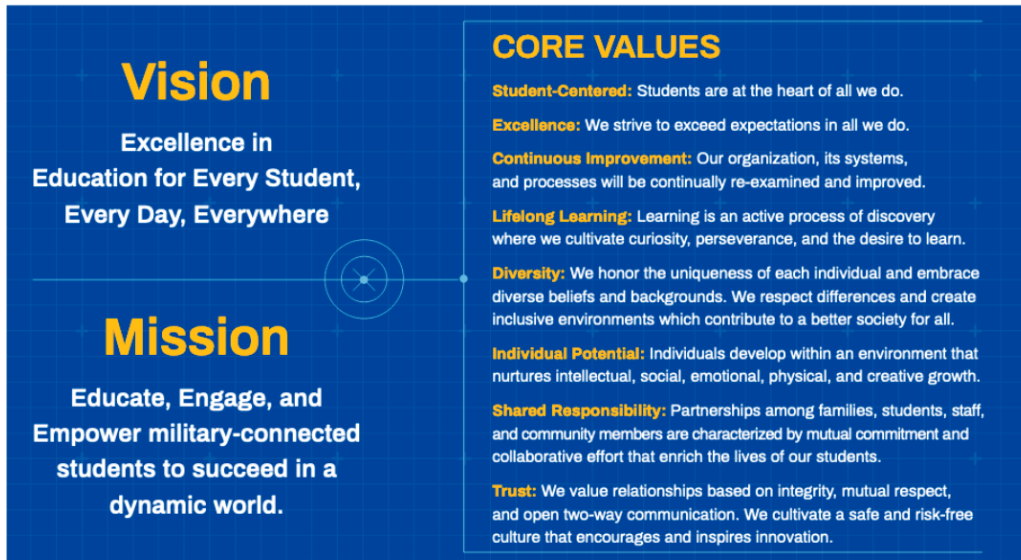 Vision
Excellence in
Education for Every Student,
Every Day, Everywhere
Mission
Educate, Engage, and
Empower military-connected
students to succeed in a
dynamic world.
CORE VALUES
Student-Centered: Students are at the heart of all we do.
Excellence: We strive to exceed expectations in all we do.
Continuous Improvement: Our organization, its systems,
and processes will be continually re-examined and improved.
Lifelong Learning: Learning is an active process of discovery
where we cultivate curiosity, perseverance, and the desire to learn.
Diversity: We honor the uniqueness of each individual and embrace
diverse beliefs and backgrounds. We respect differences and create
inclusive environments which contribute to a better society for all.
Individual Potential: Individuals develop within an environment that
nurtures intellectual, social, emotional, physical, and creative growth.
Shared Responsibility: Partnerships among families, students, staff,
and community members are characterized by mutual commitment and
collaborative effort that enrich the lives of our students.
Trust: We value relationships based on integrity, mutual respect,
and open two-way communication. We cultivate a safe and risk-free
culture that encourages and inspires innovation.